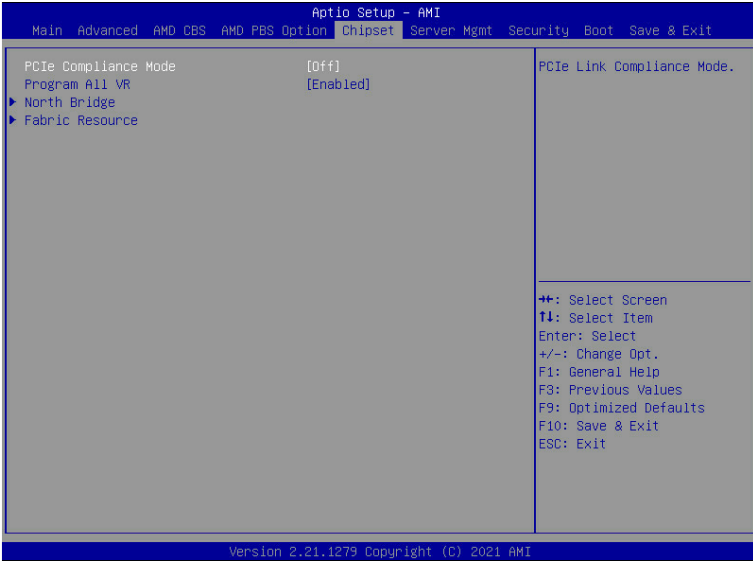 Aptio Setup – AMI
Main Advanced AMD CBS AMD PBS Option Chipset Server Mgmt Security Boot Save & Exit
PCIe Compliance Mode [Off]
Program All VR [Enabled]
North Bridge
Fabric Resource
PCIe Link Compliance Mode.
→←: Select Screen
↑↓: Select Item
Enter: Select
+/-: Change Opt.
F1: General Help
F3: Previous Values
F9: Optimized Defaults
F10: Save & Exit
ESC: Exit
Version 2.21.1279 Copyright (C) 2021 AMI